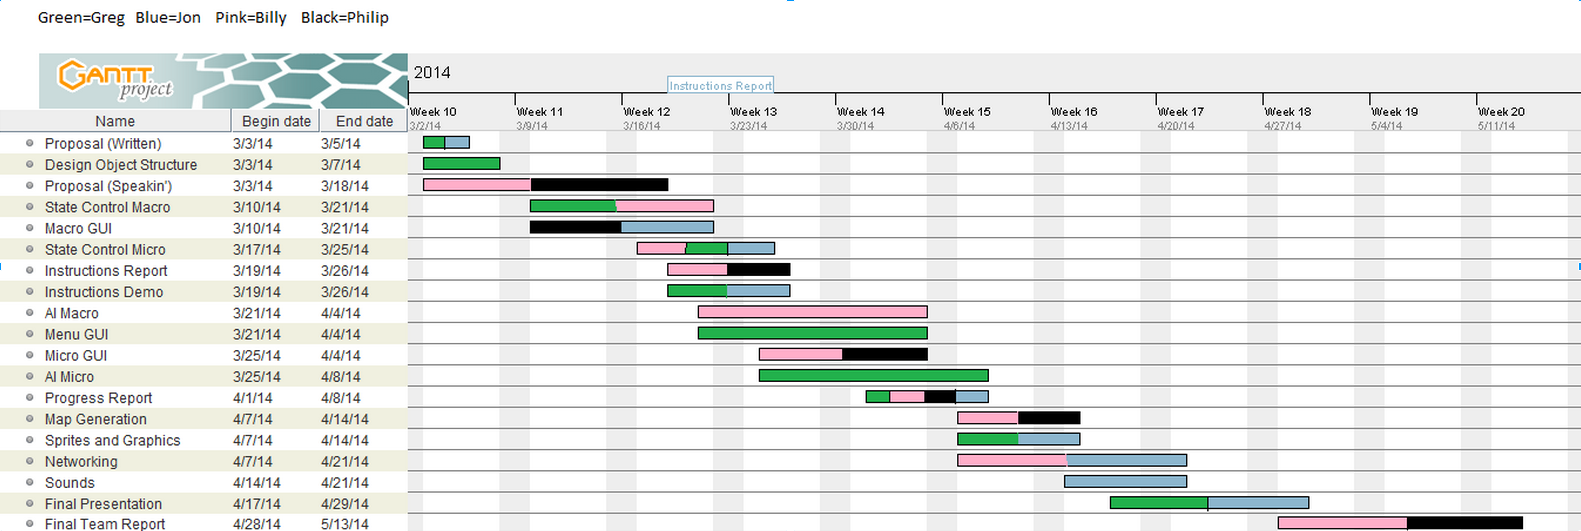 Green=Greg Blue=Jon Pink=Billy Black=Philip
GANTT
project
2014
Instructions Report
Week 10 Week 11 Week 12 Week 13 Week 14 Week 15 Week 16 Week 17 Week 18 Week 19 Week 20
3/2/14 3/9/14 3/16/14 3/23/14 3/30/14 4/6/14 4/13/14 4/20/14 4/27/14 5/4/14 5/11/14
Name Begin date End date
Proposal (Written) 3/3/14 3/5/14
Design Object Structure 3/3/14 3/7/14
Proposal (Speakin') 3/3/14 3/18/14
State Control Macro 3/10/14 3/21/14
Macro GUI 3/10/14 3/21/14
State Control Micro 3/17/14 3/25/14
Instructions Report 3/19/14 3/26/14
Instructions Demo 3/19/14 3/26/14
AI Macro 3/21/14 4/4/14
Menu GUI 3/21/14 4/4/14
Micro GUI 3/25/14 4/4/14
AI Micro 3/25/14 4/8/14
Progress Report 4/1/14 4/8/14
Map Generation 4/7/14 4/14/14
Sprites and Graphics 4/7/14 4/14/14
Networking 4/7/14 4/21/14
Sounds 4/14/14 4/21/14
Final Presentation 4/17/14 4/29/14
Final Team Report 4/28/14 5/13/14